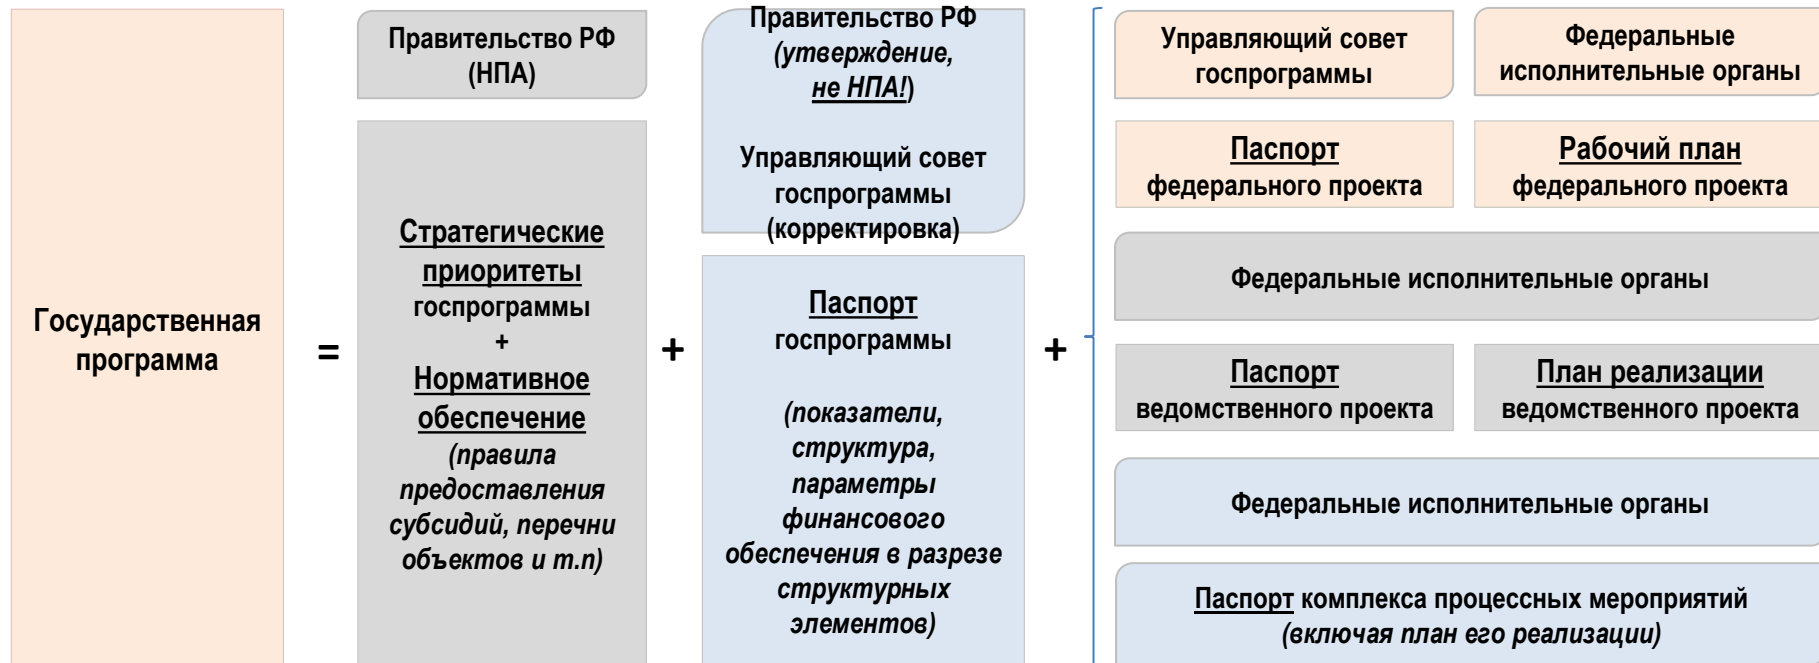 Государственная
программа
=
Правительство РФ
(НПА)
Стратегические
приоритеты
госпрограммы
+
Нормативное
обеспечение
(правила
предоставления
субсидий, перечни
объектов и т.п)
+
Правительство РФ
(утверждение,
не НПА!)
Управляющий совет
госпрограммы
(корректировка)
Паспорт
госпрограммы
(показатели,
структура,
параметры
финансового
обеспечения в разрезе
структурных
элементов)
+
Управляющий совет
госпрограммы
Федеральные
исполнительные органы
Паспорт
федерального проекта
Рабочий план
федерального проекта
Федеральные исполнительные органы
Паспорт
ведомственного проекта
План реализации
ведомственного проекта
Федеральные исполнительные органы
Паспорт комплекса процессных мероприятий
(включая план его реализации)